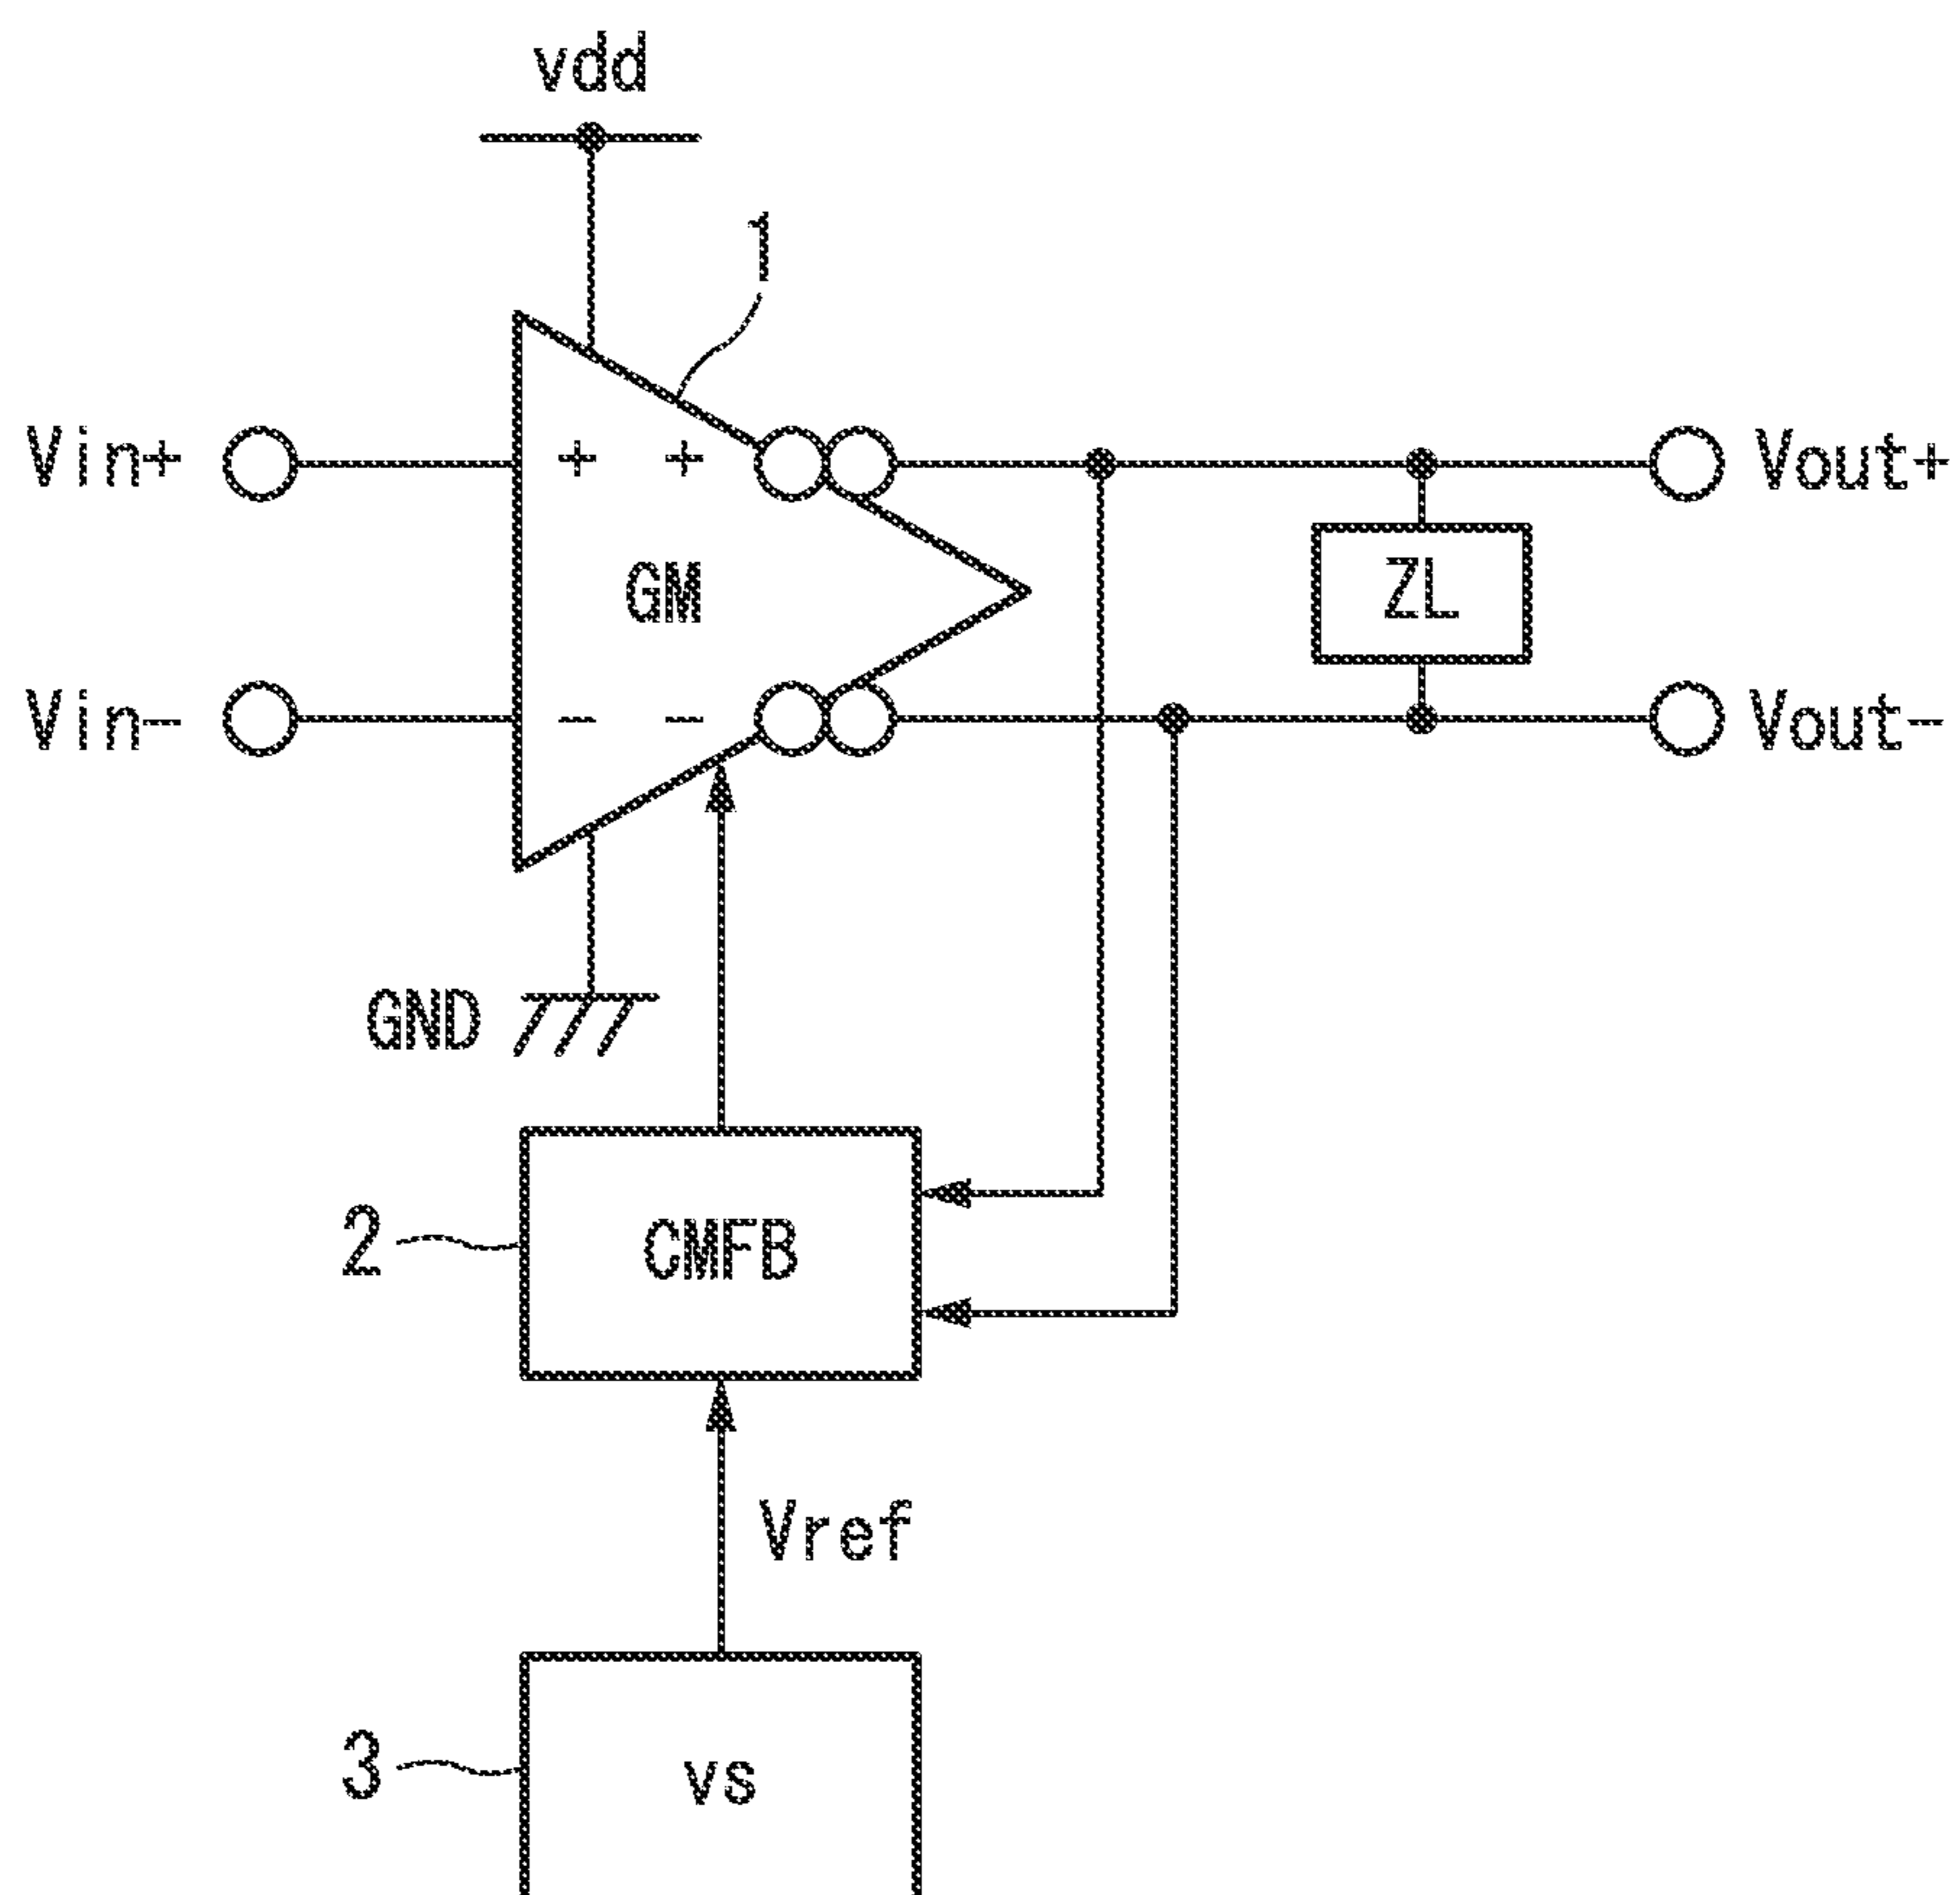 vdd
1
Vin+
+ +
Vout+
GM
ZL
Vin-
- -
Vout-
GND
2
CMFB
Vref
3
vs